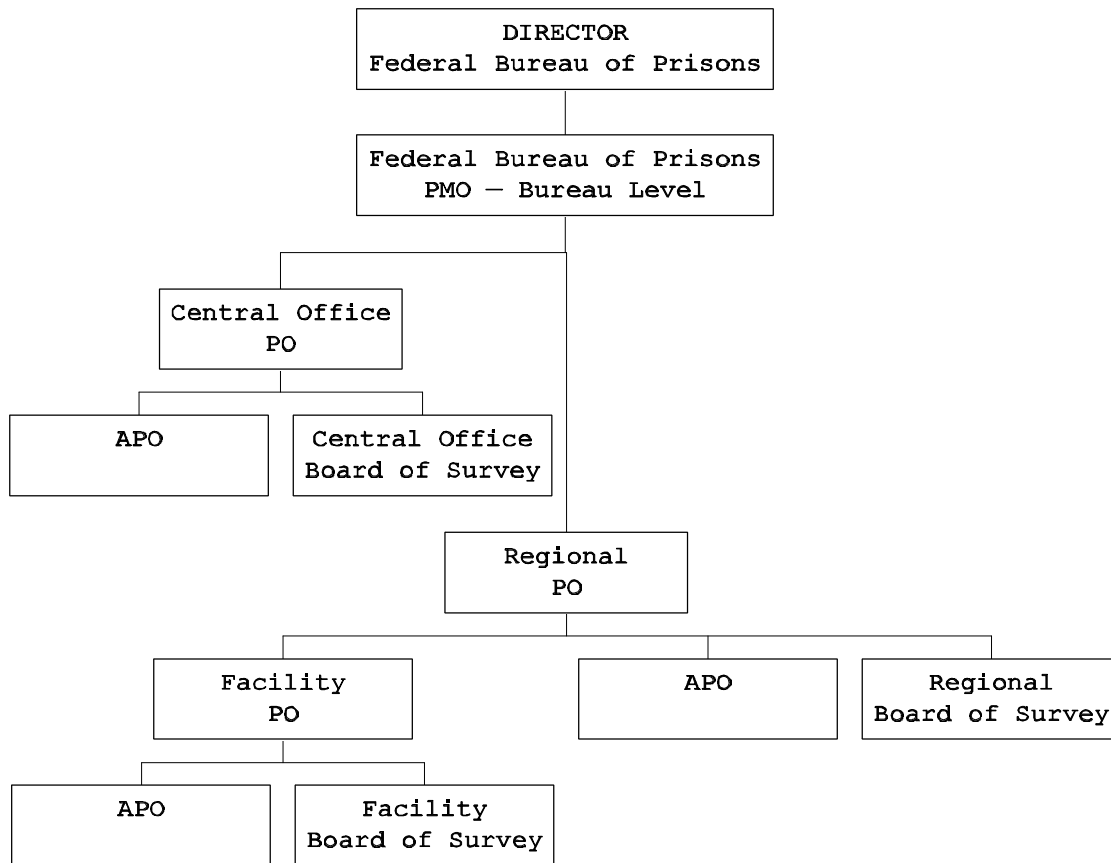 DIRECTOR
Federal Bureau of Prisons
Federal Bureau of Prisons
PMO — Bureau Level
Central Office
PO
APO
Central Office
Board of Survey
Regional
PO
Facility
PO
APO
Regional
Board of Survey
APO
Facility
Board of Survey